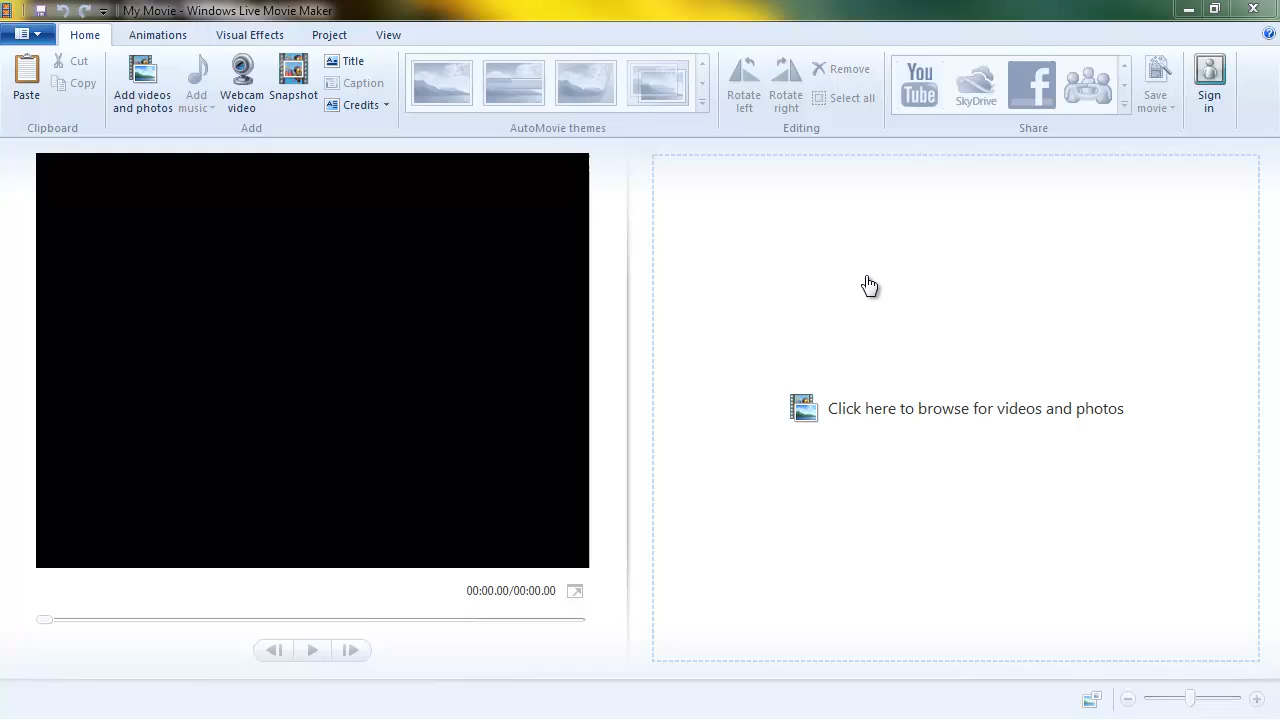 My Movie - Windows Live Movie Maker
Home Animations Visual Effects Project View
Paste Cut Copy
Clipboard
Add videos and photos Add music Webcam video Snapshot Title Caption Credits
Add
AutoMovie themes
Rotate left Rotate right Remove Select all
Editing
You Tube SkyDrive
Share
Save movie
Sign in
Click here to browse for videos and photos
00:00.00/00:00.00